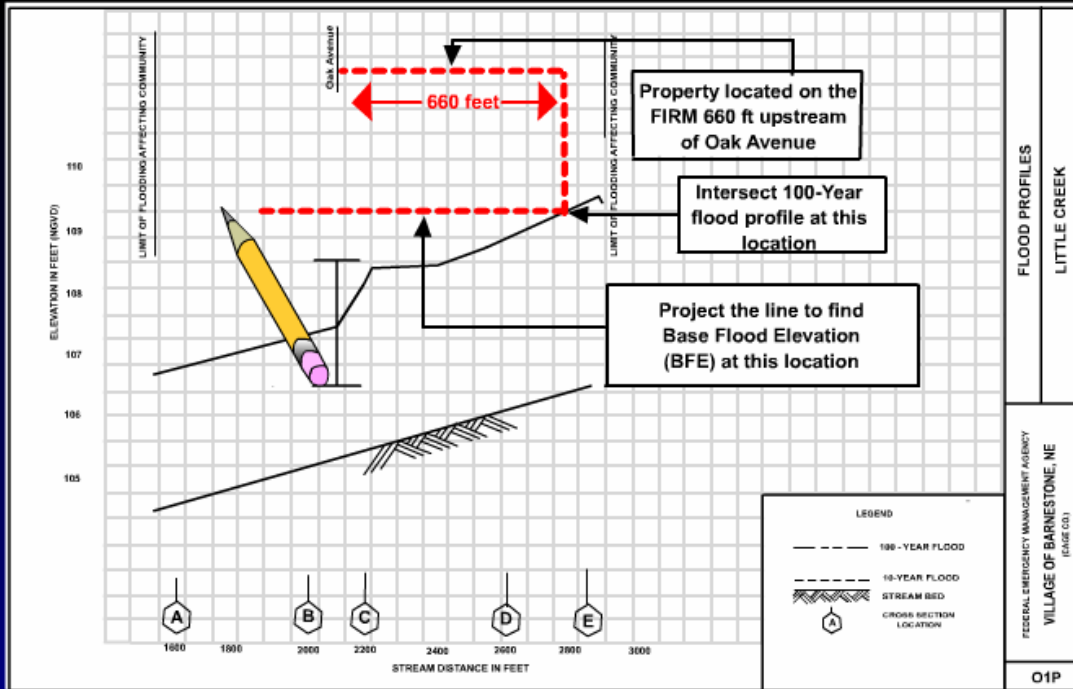 LIMIT OF FLOODING AFFECTING COMMUNITY
Oak Avenue
LIMIT OF FLOODING AFFECTING COMMUNITY
660 feet
Property located on the
FIRM 660 ft upstream
of Oak Avenue
Intersect 100-Year
flood profile at this
location
Project the line to find
Base Flood Elevation
(BFE) at this location
ELEVATION IN FEET (NGVD)
110
109
108
107
106
105
A
B
C
D
E
1600
1800
2000
2200
2400
2600
2800
3000
STREAM DISTANCE IN FEET
LEGEND
100 - YEAR FLOOD
10-YEAR FLOOD
STREAM BED
A
CROSS SECTION
LOCATION
FLOOD PROFILES
LITTLE CREEK
FEDERAL EMERGENCY MANAGEMENT AGENCY
VILLAGE OF BARNESTONE, NE
(GAGE CO.)
O1P